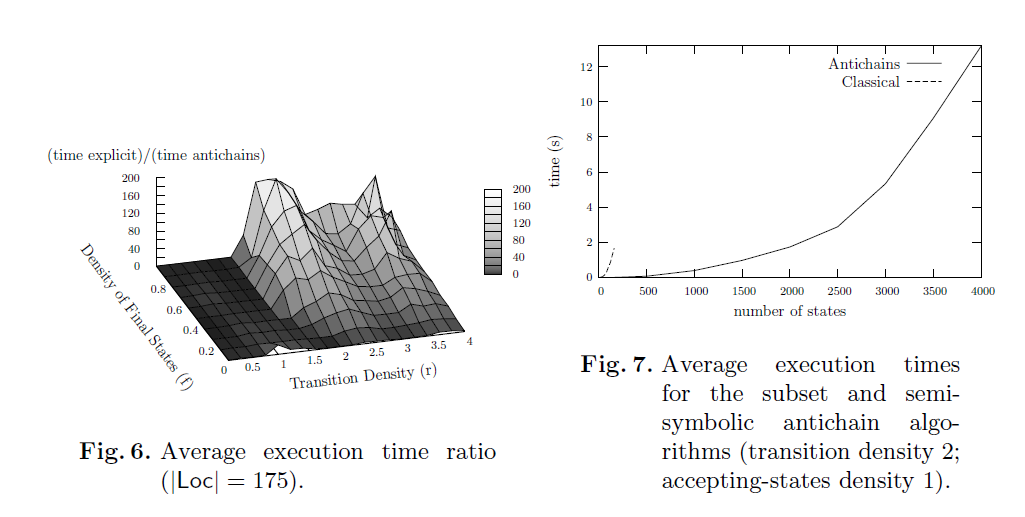 (time explicit)/(time antichains)
200
160
120
80
40
0
Density of Final States (f)
0.8
0.6
0.4
0.2
0
0.5
1
1.5
2
2.5
3
3.5
4
Transition Density (r)
200
160
120
80
40
0
Fig. 6. Average execution time ratio
(|Loc| = 175).
time (s)
12
10
8
6
4
2
0
Antichains
Classical
0 500 1000 1500 2000 2500 3000 3500 4000
number of states
Fig. 7. Average execution times
for the subset and semi-
symbolic antichain algo-
rithms (transition density 2;
accepting-states density 1).